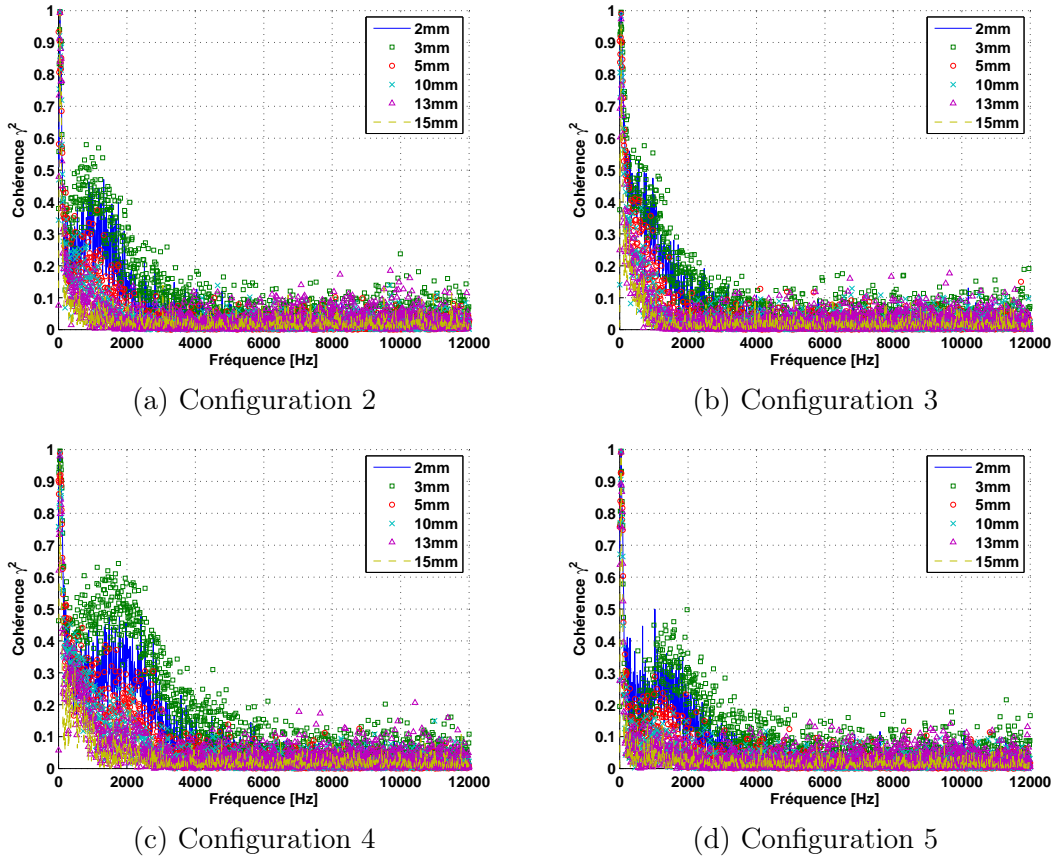 1
0.9
0.8
0.7
0.6
0.5
0.4
0.3
0.2
0.1
0
Cohérence γ²
0 2000 4000 6000 8000 10000 12000
Fréquence [Hz]
2mm
3mm
5mm
10mm
13mm
15mm
(a) Configuration 2
1
0.9
0.8
0.7
0.6
0.5
0.4
0.3
0.2
0.1
0
Cohérence γ²
0 2000 4000 6000 8000 10000 12000
Fréquence [Hz]
2mm
3mm
5mm
10mm
13mm
15mm
(b) Configuration 3
1
0.9
0.8
0.7
0.6
0.5
0.4
0.3
0.2
0.1
0
Cohérence γ²
0 2000 4000 6000 8000 10000 12000
Fréquence [Hz]
2mm
3mm
5mm
10mm
13mm
15mm
(c) Configuration 4
1
0.9
0.8
0.7
0.6
0.5
0.4
0.3
0.2
0.1
0
Cohérence γ²
0 2000 4000 6000 8000 10000 12000
Fréquence [Hz]
2mm
3mm
5mm
10mm
13mm
15mm
(d) Configuration 5